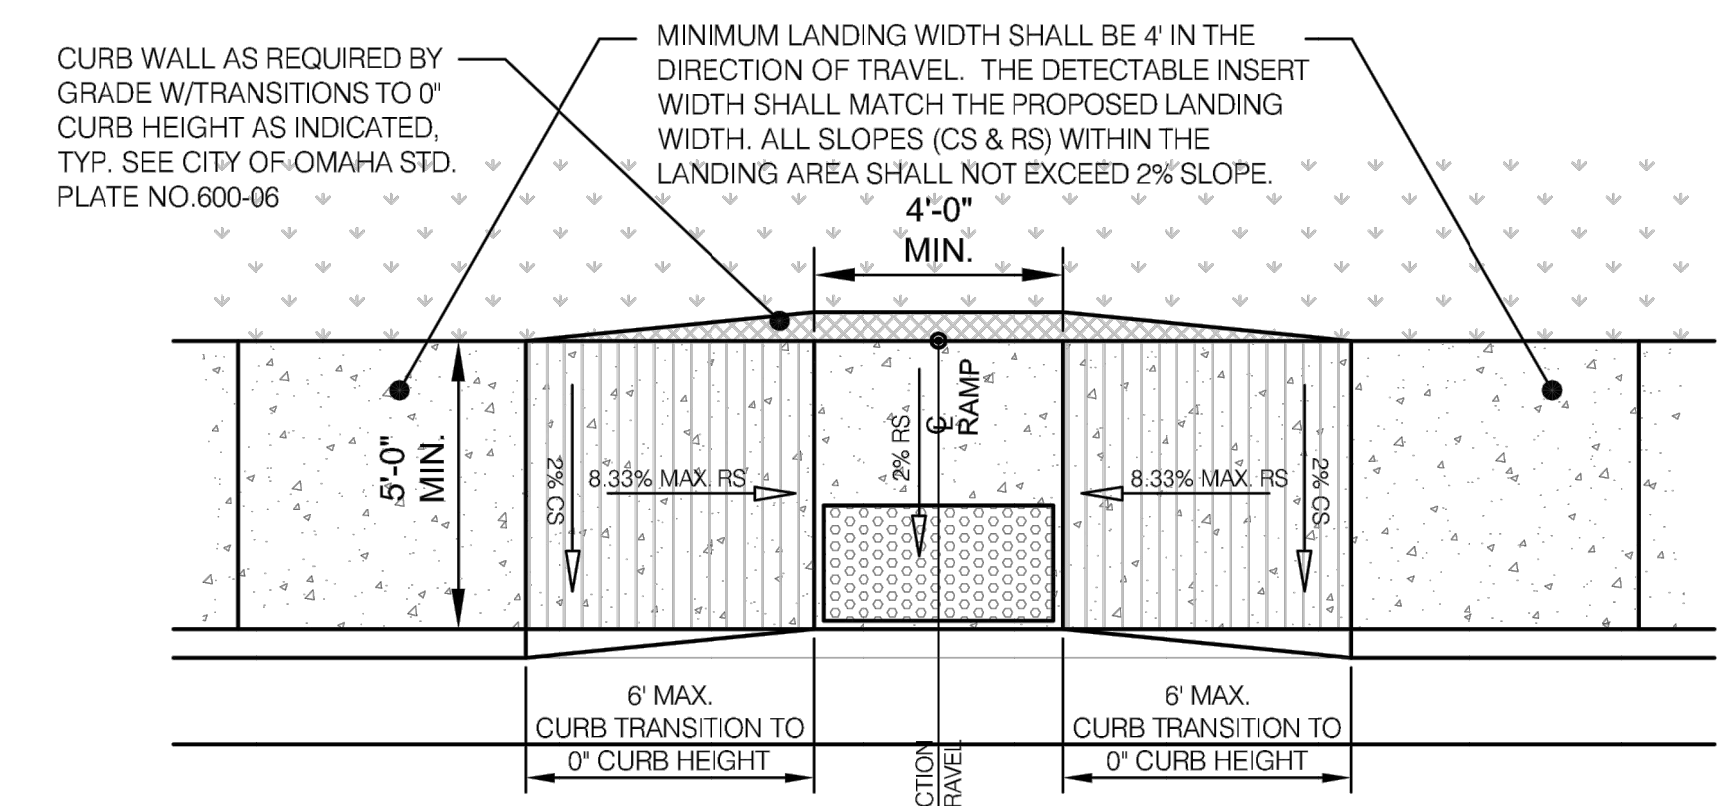 CURB WALL AS REQUIRED BY
GRADE W/TRANSITIONS TO 0"
CURB HEIGHT AS INDICATED,
TYP. SEE CITY OF OMAHA STD.
PLATE NO.600-06
MINIMUM LANDING WIDTH SHALL BE 4' IN THE
DIRECTION OF TRAVEL. THE DETECTABLE INSERT
WIDTH SHALL MATCH THE PROPOSED LANDING
WIDTH. ALL SLOPES (CS & RS) WITHIN THE
LANDING AREA SHALL NOT EXCEED 2% SLOPE.
4'-0"
MIN.
5'-0"
MIN.
2% CS
8.33% MAX. RS
2% RS
℄
RAMP
8.33% MAX. RS
2% CS
6' MAX.
CURB TRANSITION TO
0" CURB HEIGHT
6' MAX.
CURB TRANSITION TO
0" CURB HEIGHT
CTION
RAVEL